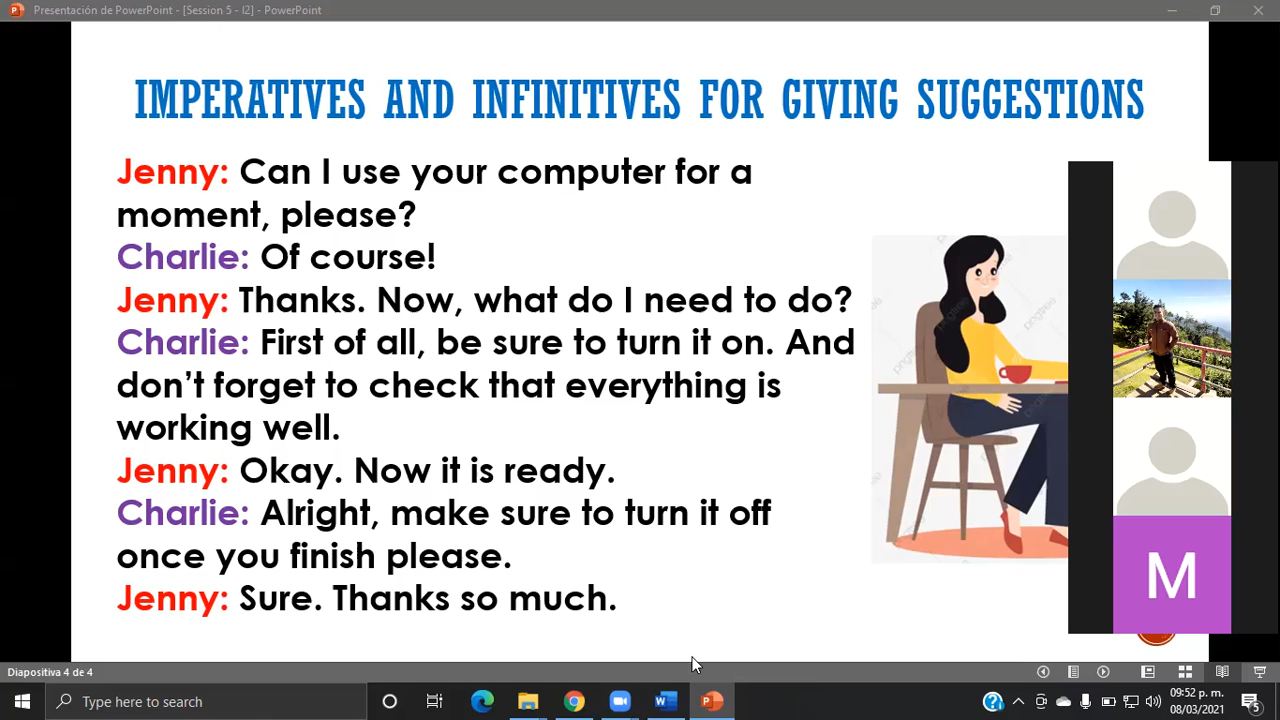 Presentación de PowerPoint - [Session 5 - I2] - PowerPoint
IMPERATIVES AND INFINITIVES FOR GIVING SUGGESTIONS
Jenny: Can I use your computer for a
moment, please?
Charlie: Of course!
Jenny: Thanks. Now, what do I need to do?
Charlie: First of all, be sure to turn it on. And
don't forget to check that everything is
working well.
Jenny: Okay. Now it is ready.
Charlie: Alright, make sure to turn it off
once you finish please.
Jenny: Sure. Thanks so much.
M
Diapositiva 4 de 4
Type here to search
09:52 p. m.
08/03/2021
5